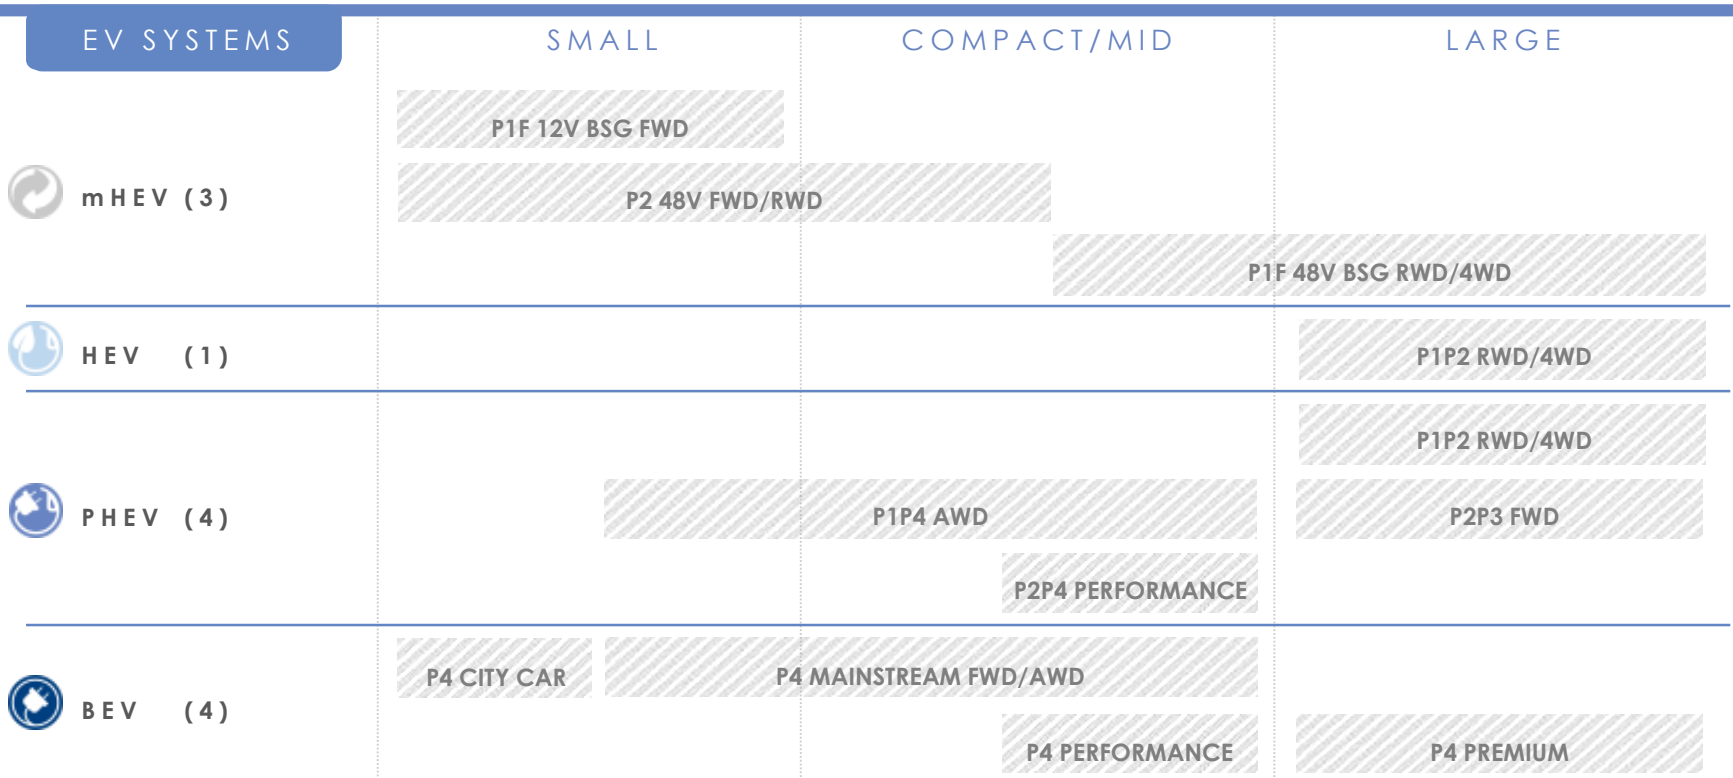 EV SYSTEMS SMALL COMPACT/MID LARGE
P1F 12V BSG FWD
mHEV (3) P2 48V FWD/RWD
P1F 48V BSG RWD/4WD
HEV (1) P1P2 RWD/4WD
P1P2 RWD/4WD
PHEV (4) P1P4 AWD P2P3 FWD
P2P4 PERFORMANCE
P4 CITY CAR P4 MAINSTREAM FWD/AWD
BEV (4)
P4 PERFORMANCE P4 PREMIUM